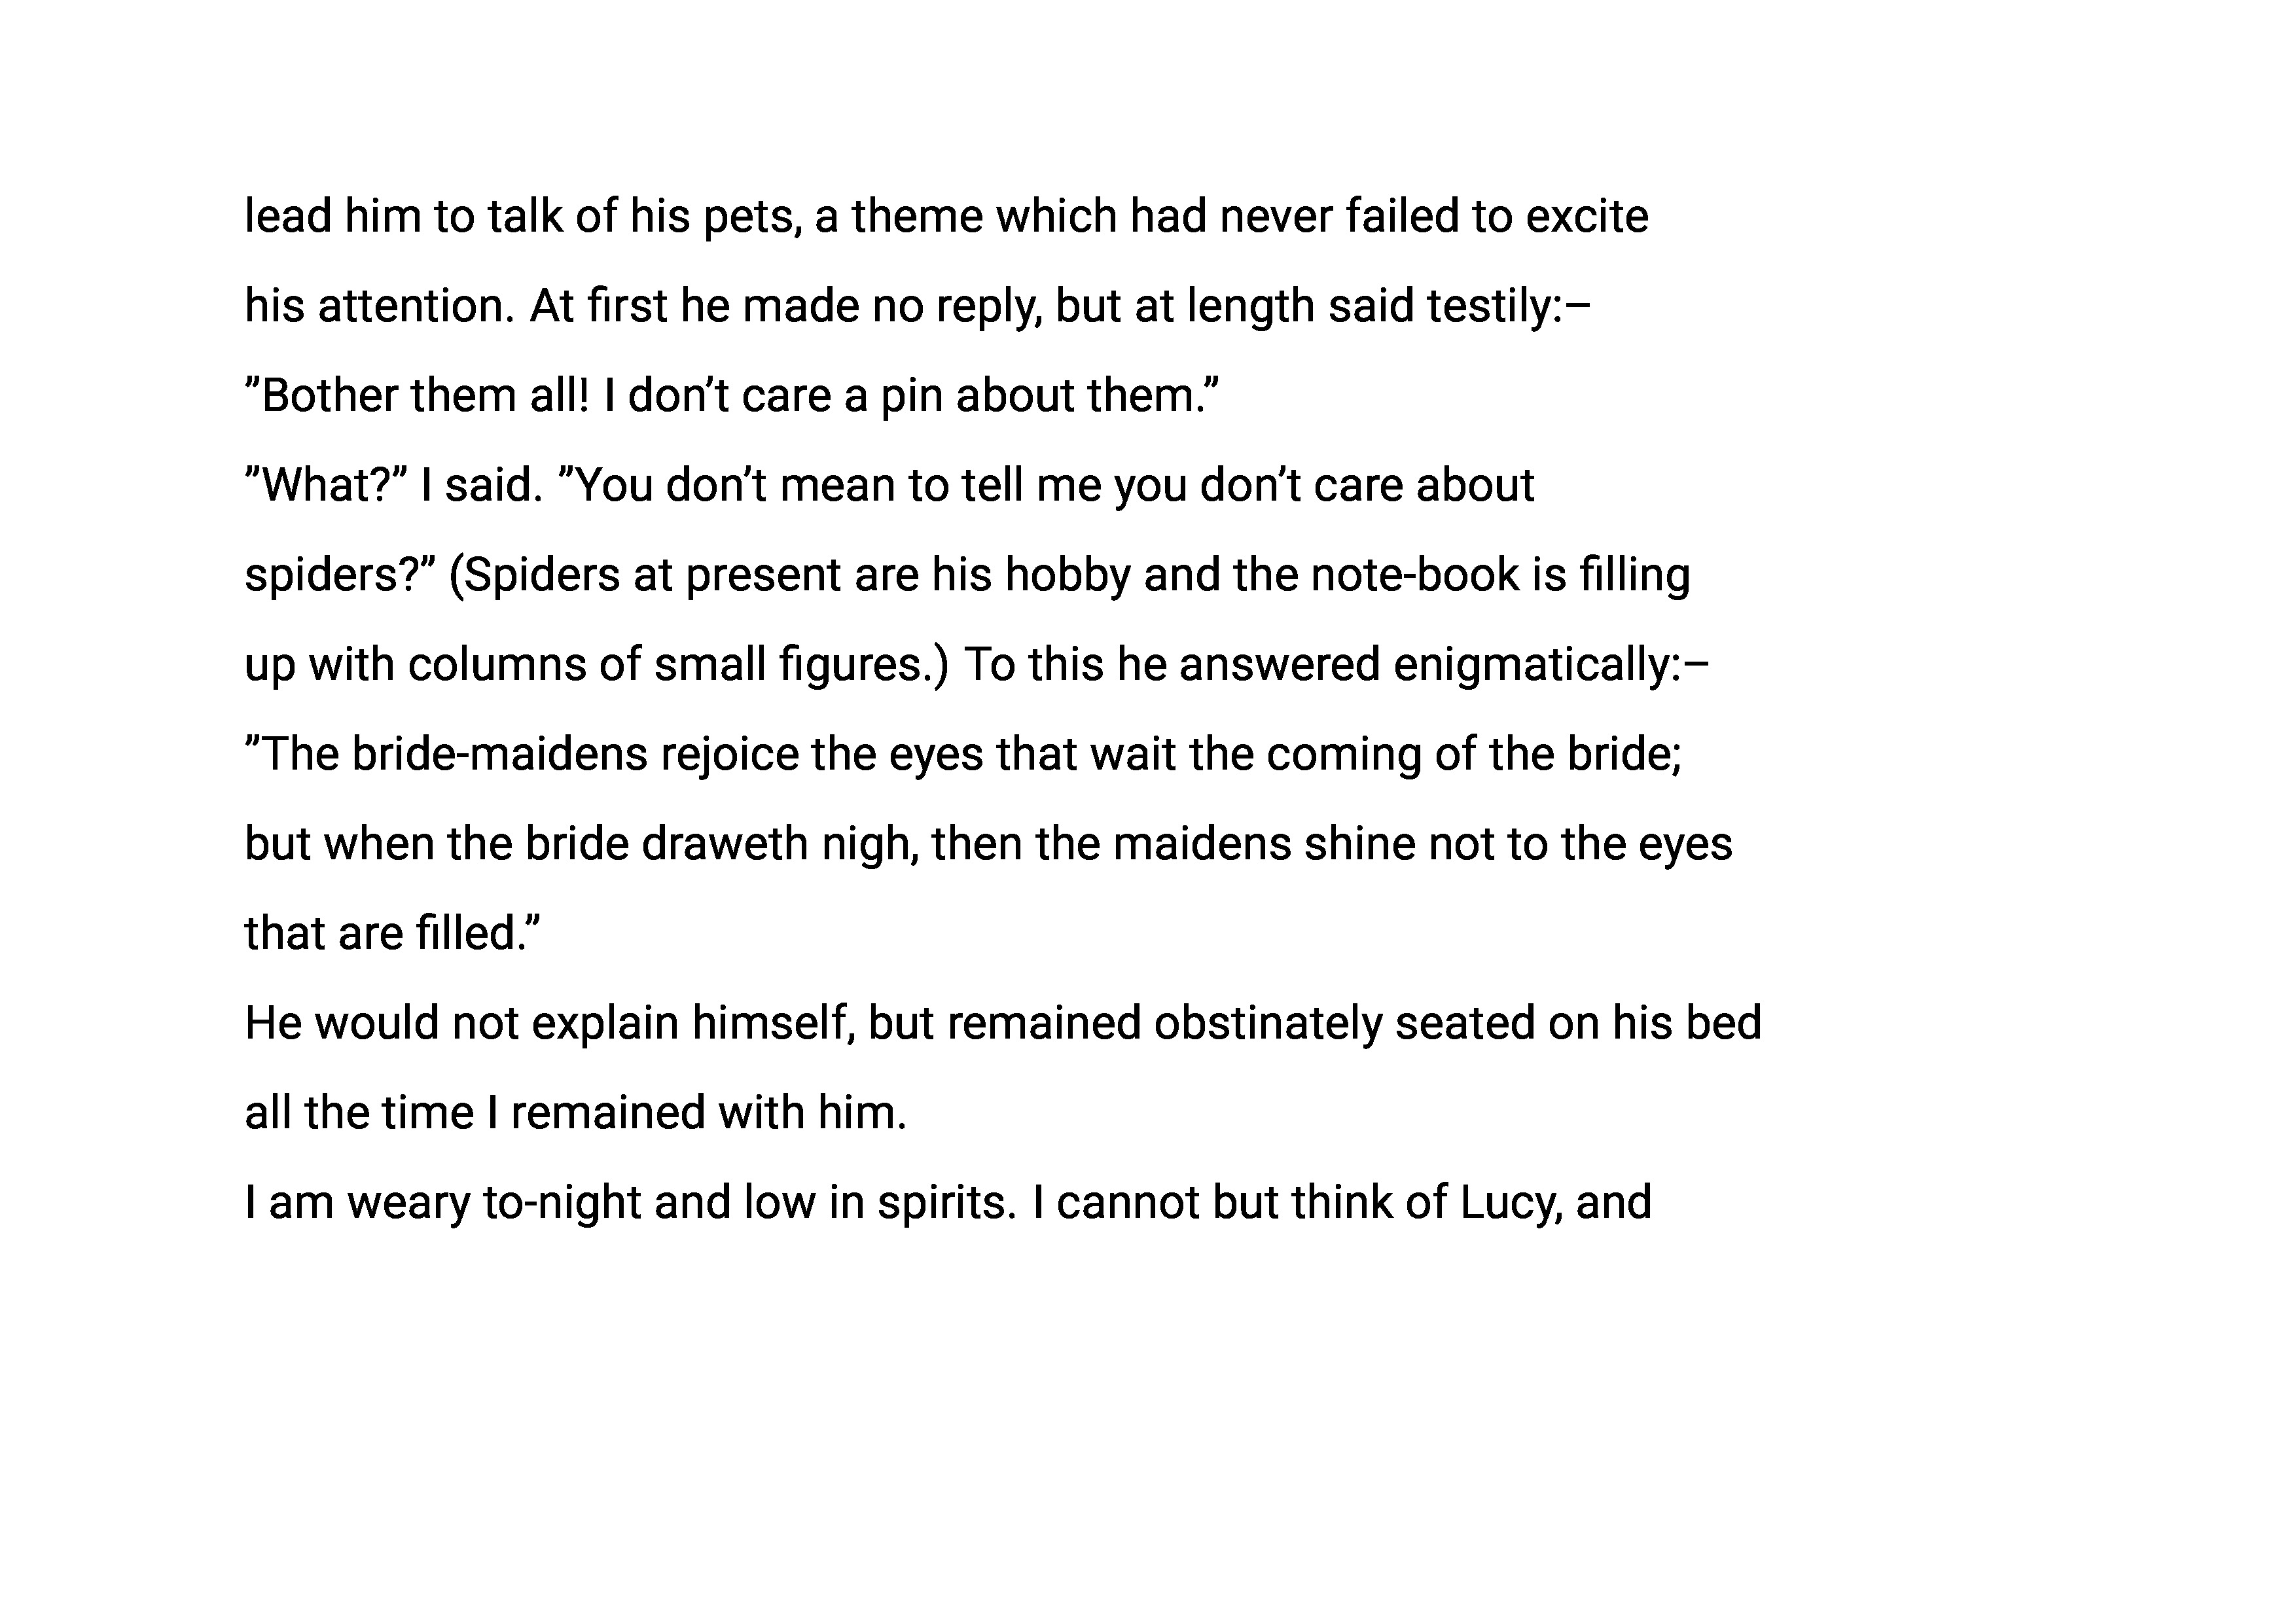 lead him to talk of his pets, a theme which had never failed to excite
his attention. At first he made no reply, but at length said testily:–
”Bother them all! I don’t care a pin about them.”
”What?” I said. ”You don’t mean to tell me you don’t care about
spiders?” (Spiders at present are his hobby and the note-book is filling
up with columns of small figures.) To this he answered enigmatically:–
”The bride-maidens rejoice the eyes that wait the coming of the bride;
but when the bride draweth nigh, then the maidens shine not to the eyes
that are filled.”
He would not explain himself, but remained obstinately seated on his bed
all the time I remained with him.
I am weary to-night and low in spirits. I cannot but think of Lucy, and